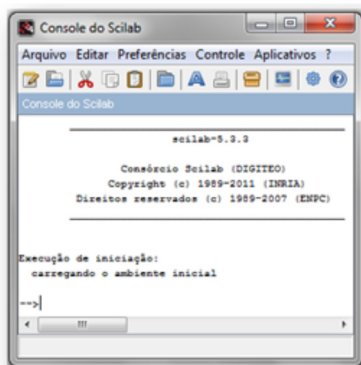 Console do Scilab
Arquivo Editar Preferências Controle Aplicativos ?
Console do Scilab
scilab-5.3.3
Consórcio Scilab (DIGITEO)
Copyright (c) 1989-2011 (INRIA)
Direitos reservados (c) 1989-2007 (ENPC)
Execução de iniciação:
carregando o ambiente inicial
-->